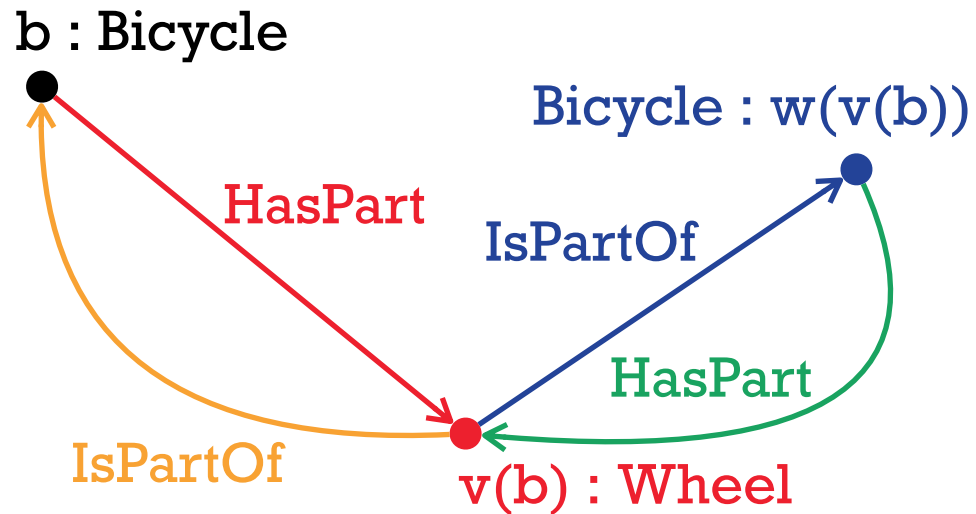 b : Bicycle
Bicycle : w(v(b))
HasPart
IsPartOf
HasPart
IsPartOf
v(b) : Wheel